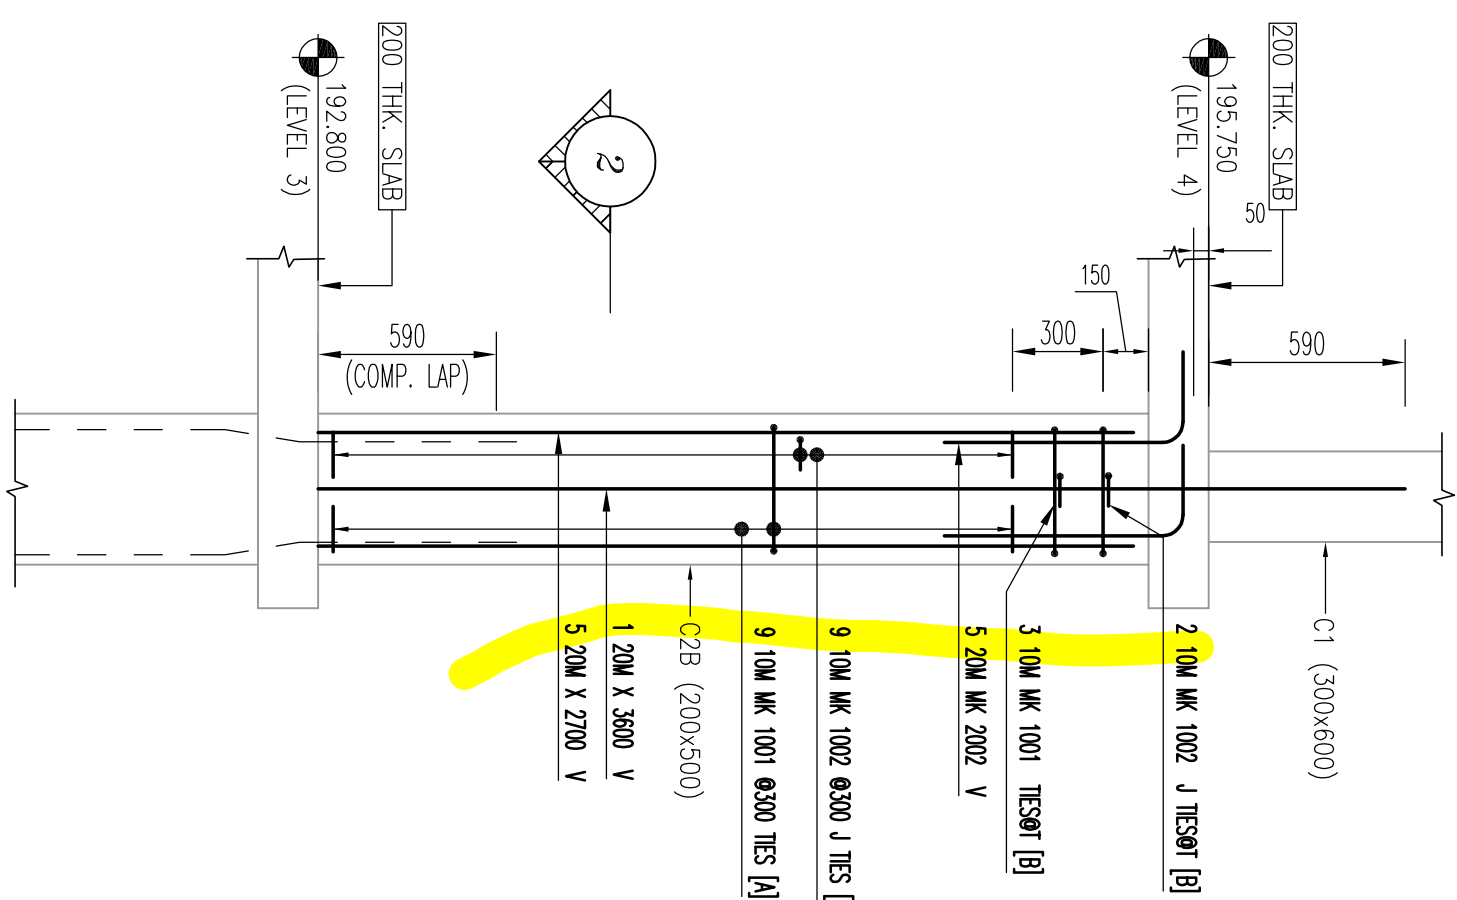 200 THK. SLAB
195.750
(LEVEL 4)
50
590
150
300
C1 (300x600)
2 10M MK 1002 J TIES@T [B]
3 10M MK 1001 TIES@T [B]
5 20M MK 2002 V
9 10M MK 1002 @300 J TIES [
9 10M MK 1001 @300 TIES [A]
C2B (200x500)
1 20M X 3600 V
5 20M X 2700 V
2
590
(COMP. LAP)
200 THK. SLAB
192.800
(LEVEL 3)